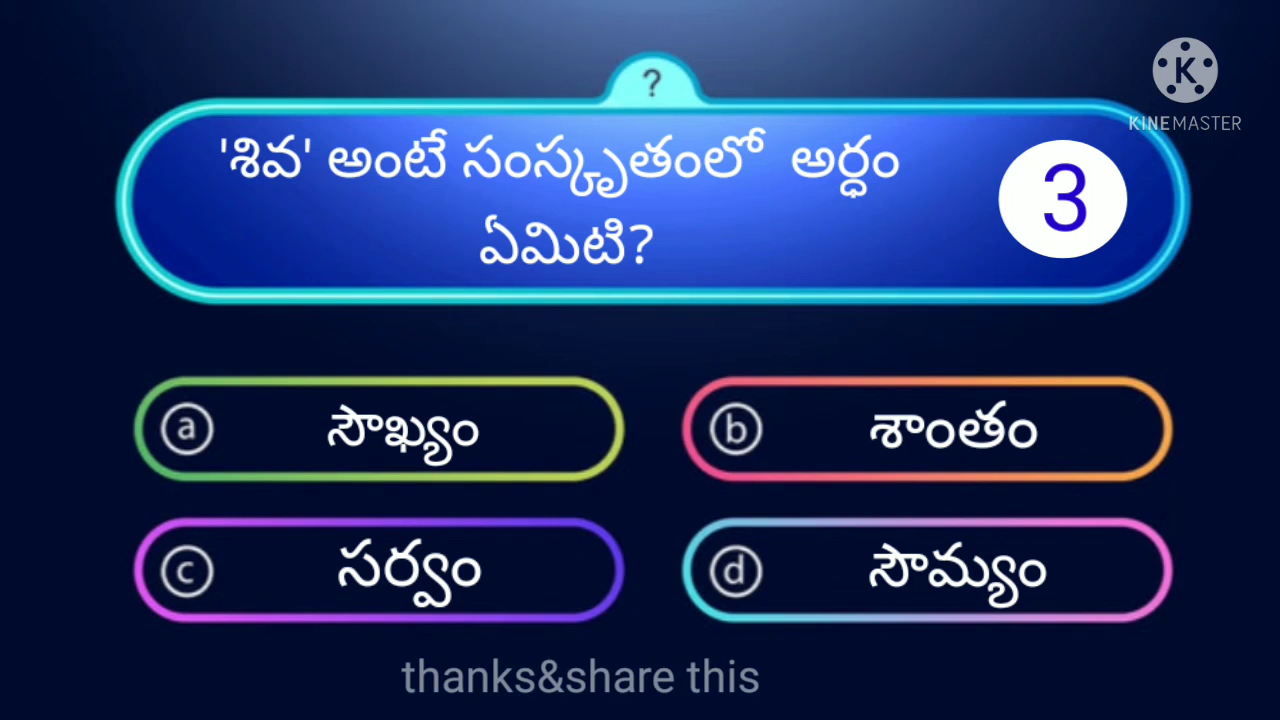 ?
KINEMASTER
'శివ' అంటే సంస్కృతంలో అర్ధం
ఏమిటి?
3
a సౌఖ్యం
b శాంతం
c సర్వం
d సౌమ్యం
thanks&share this